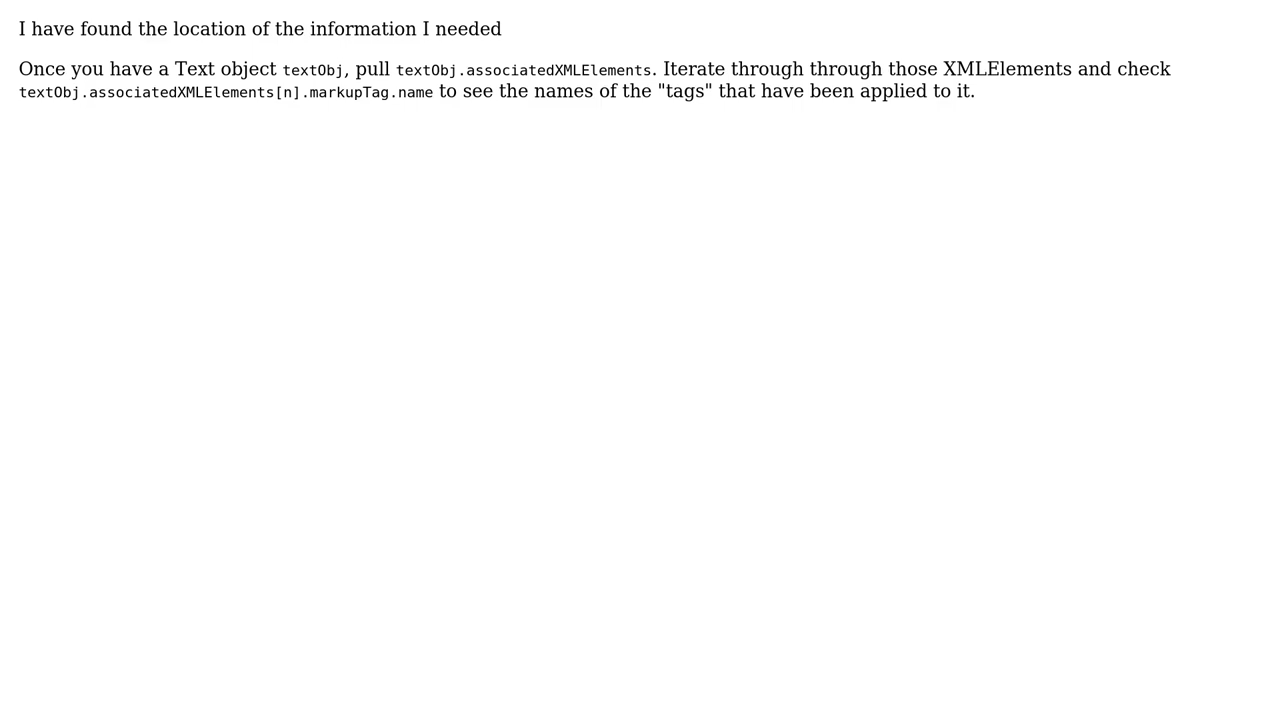 I have found the location of the information I needed
Once you have a Text object textObj, pull textObj.associatedXMLElements. Iterate through through those XMLElements and check
textObj.associatedXMLElements[n].markupTag.name to see the names of the "tags" that have been applied to it.